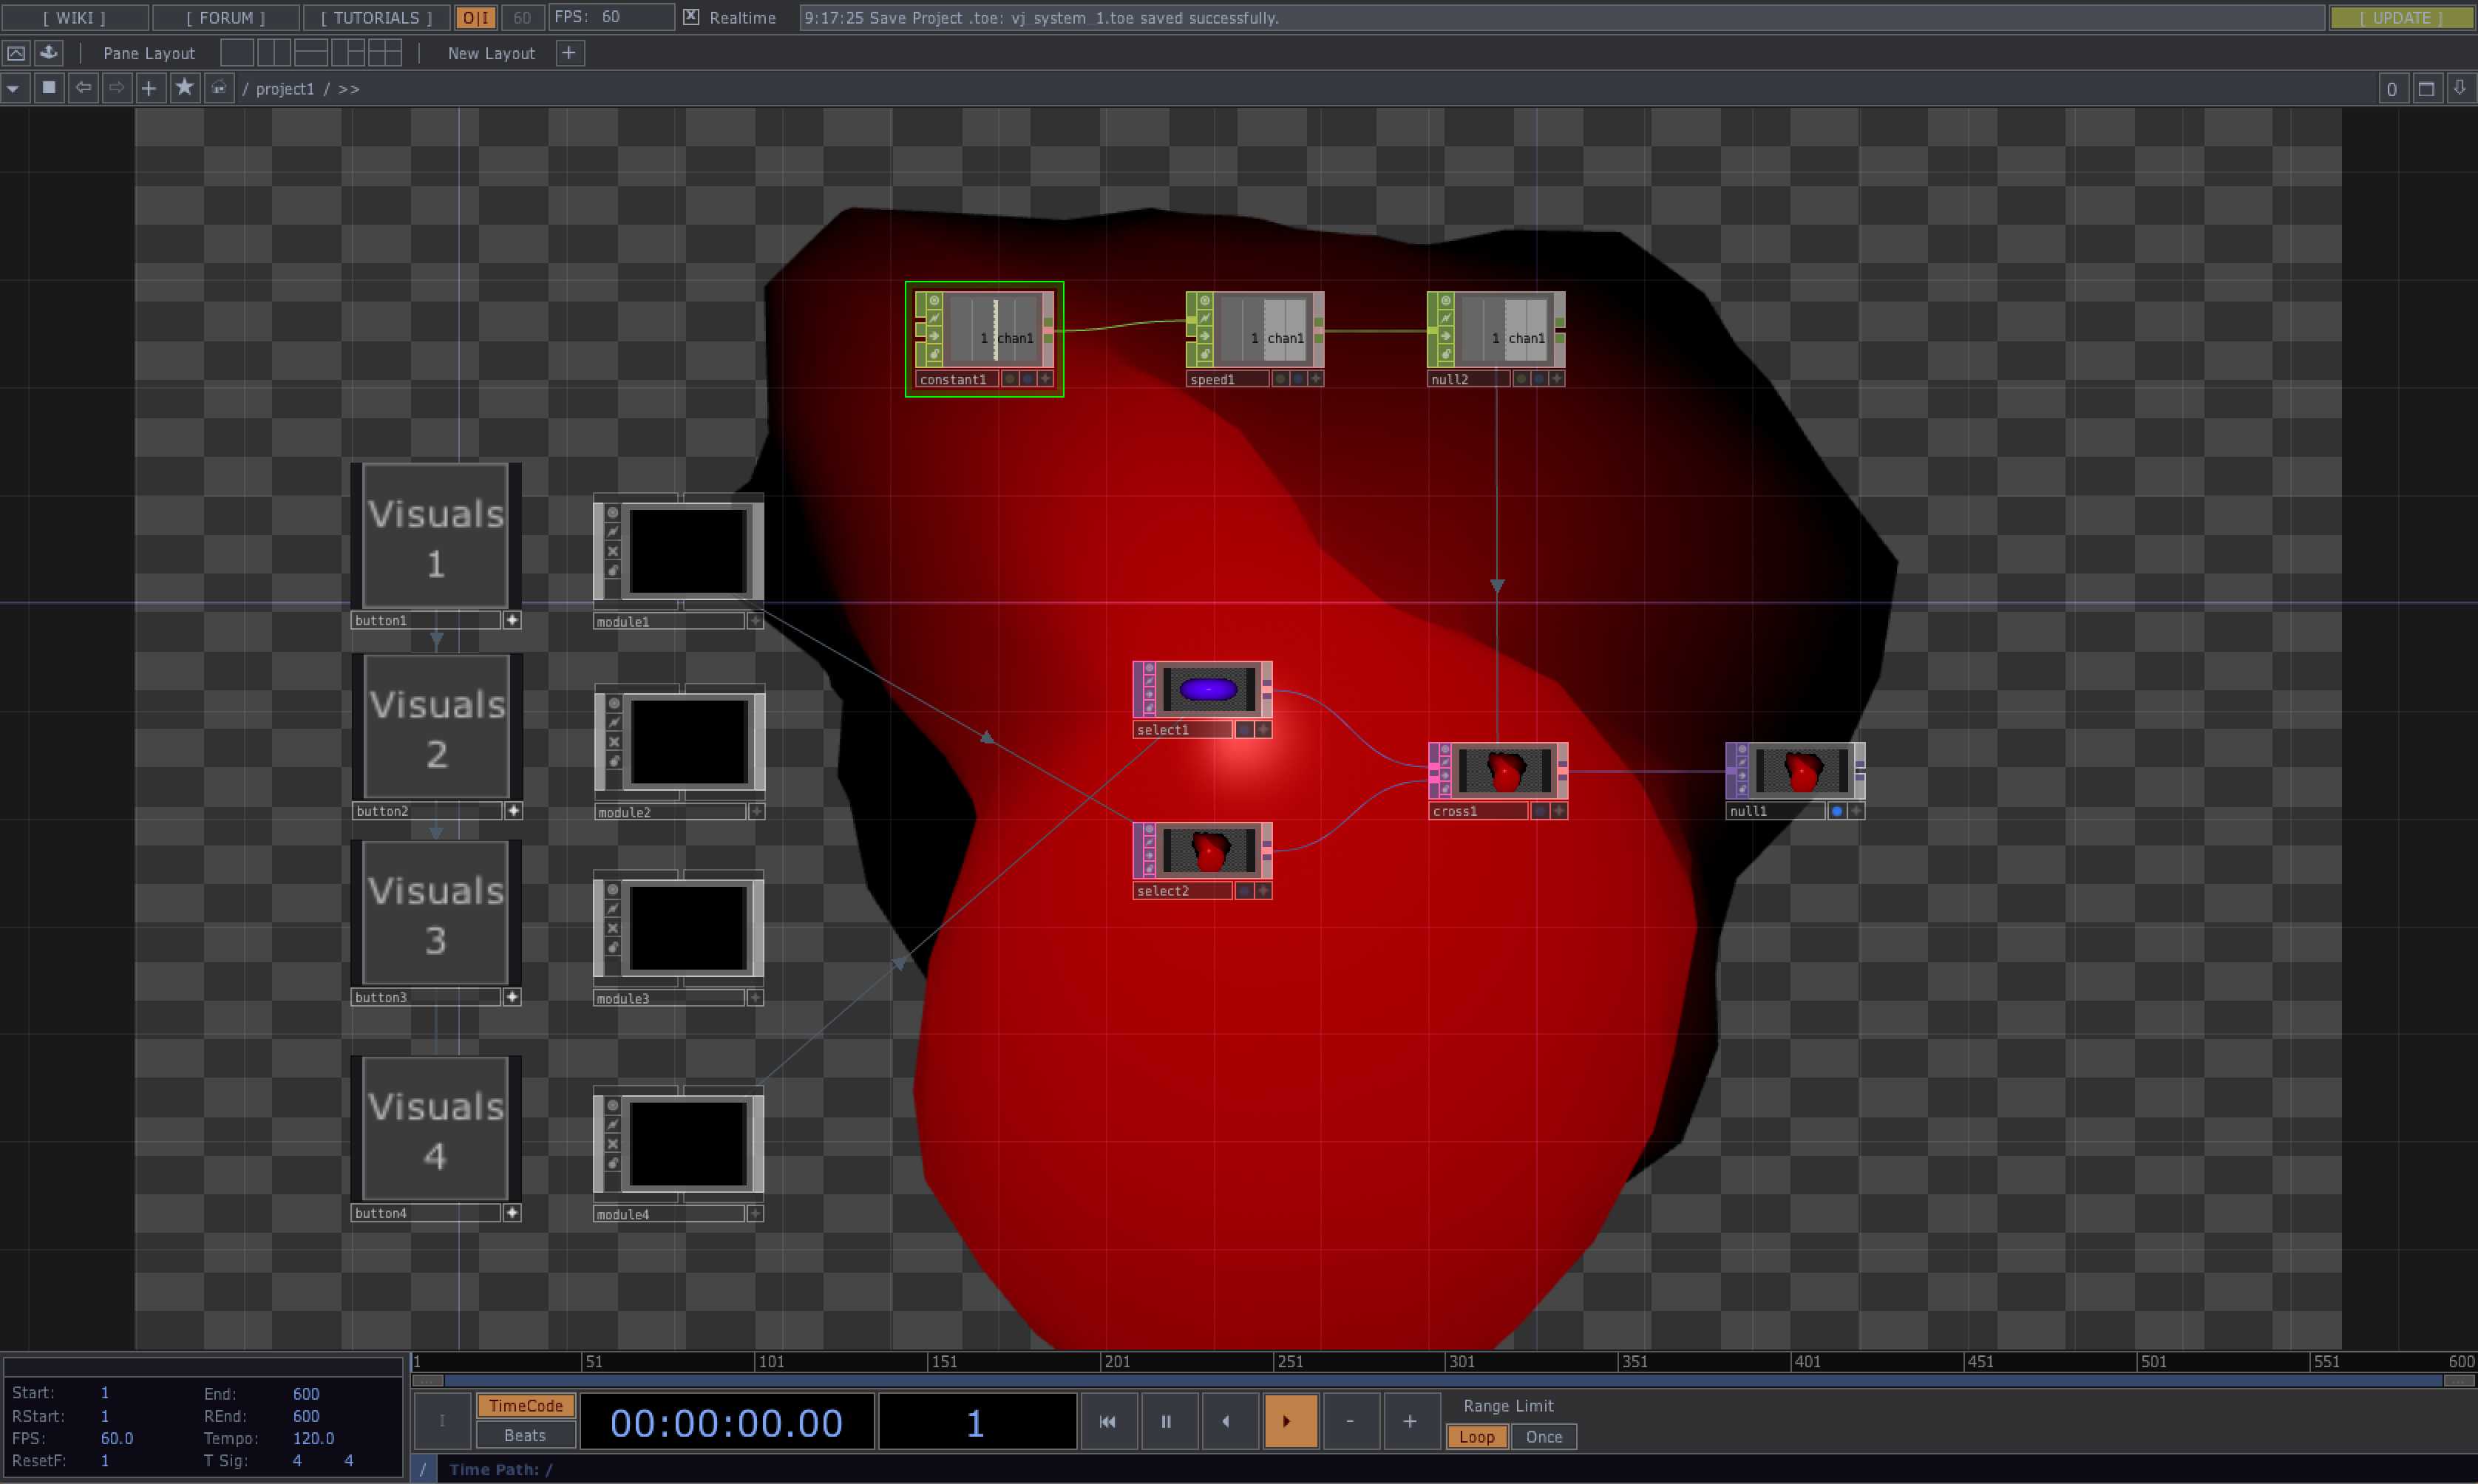 [ WIKI ] [ FORUM ] [ TUTORIALS ] O|I 60 FPS: 60 Realtime 9:17:25 Save Project .toe: vj_system_1.toe saved successfully. [ UPDATE ]
Pane Layout New Layout +
/ project1 / >> 0
1 chan1 1 chan1 1 chan1
constant1 speed1 null2
Visuals
1
button1 module1
Visuals
2
select1
button2 module2 cross1 null1
Visuals
3
select2
button3 module3
Visuals
4
button4 module4
1 51 101 151 201 251 301 351 401 451 501 551 600
Start: 1 End: 600
RStart: 1 REnd: 600
FPS: 60.0 Tempo: 120.0
ResetF: 1 T Sig: 4 4
I TimeCode 00:00:00.00 1 - + Range Limit
Beats Loop Once
/ Time Path: /